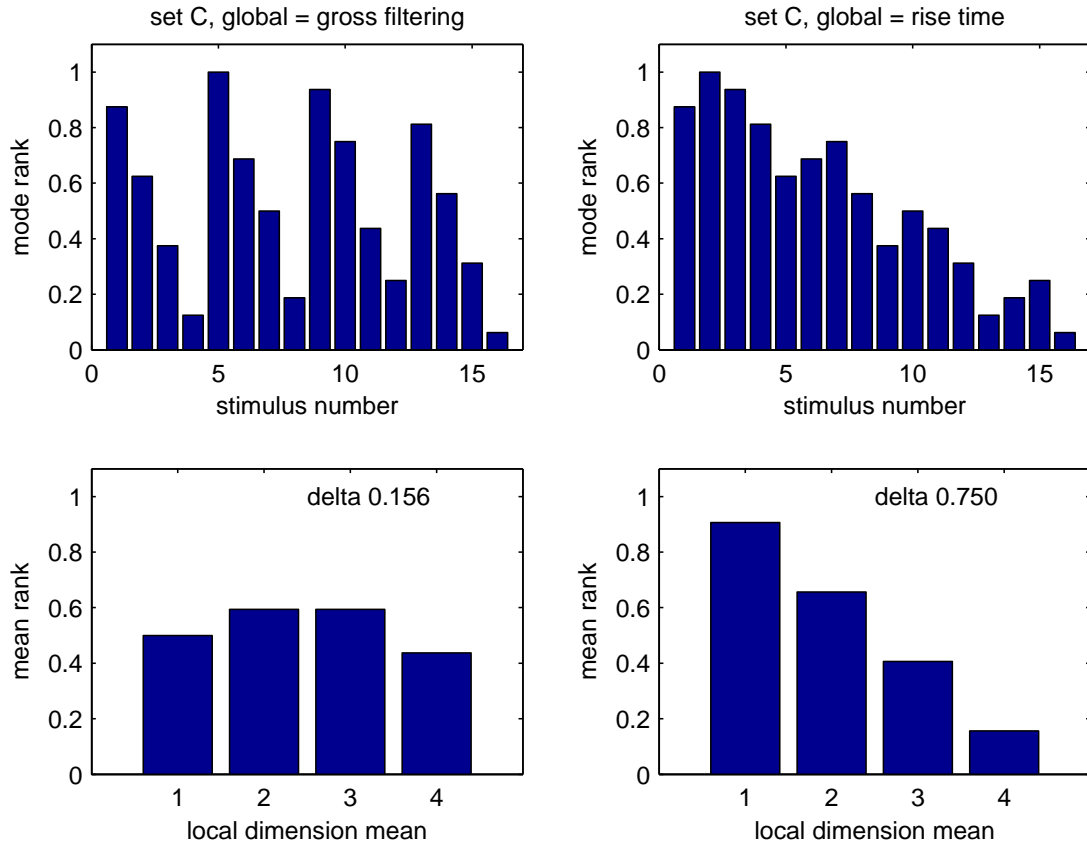 set C, global = gross filtering
mode rank
1
0.8
0.6
0.4
0.2
0
0 5 10 15
stimulus number
set C, global = rise time
mode rank
1
0.8
0.6
0.4
0.2
0
0 5 10 15
stimulus number
delta 0.156
mean rank
1
0.8
0.6
0.4
0.2
0
1 2 3 4
local dimension mean
delta 0.750
mean rank
1
0.8
0.6
0.4
0.2
0
1 2 3 4
local dimension mean